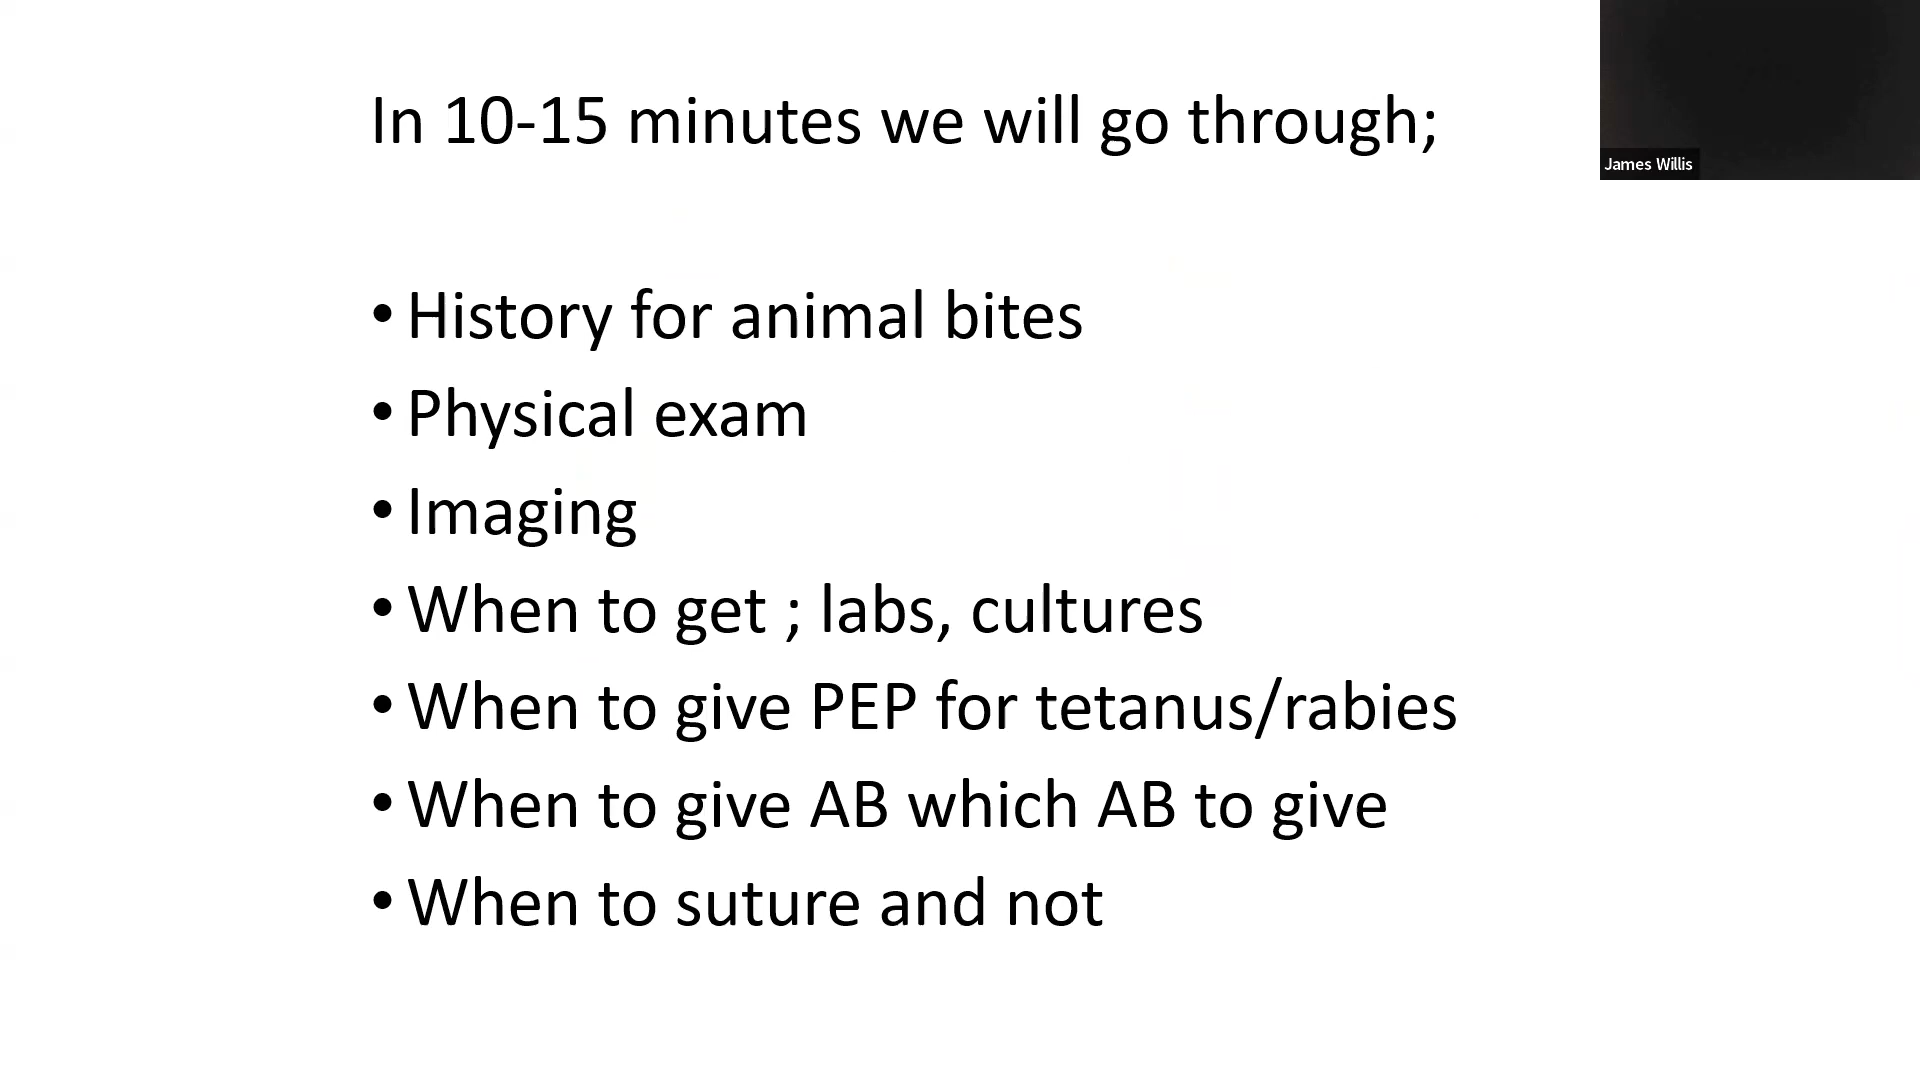 In 10-15 minutes we will go through;
James Willis
• History for animal bites
• Physical exam
• Imaging
• When to get ; labs, cultures
• When to give PEP for tetanus/rabies
• When to give AB which AB to give
• When to suture and not